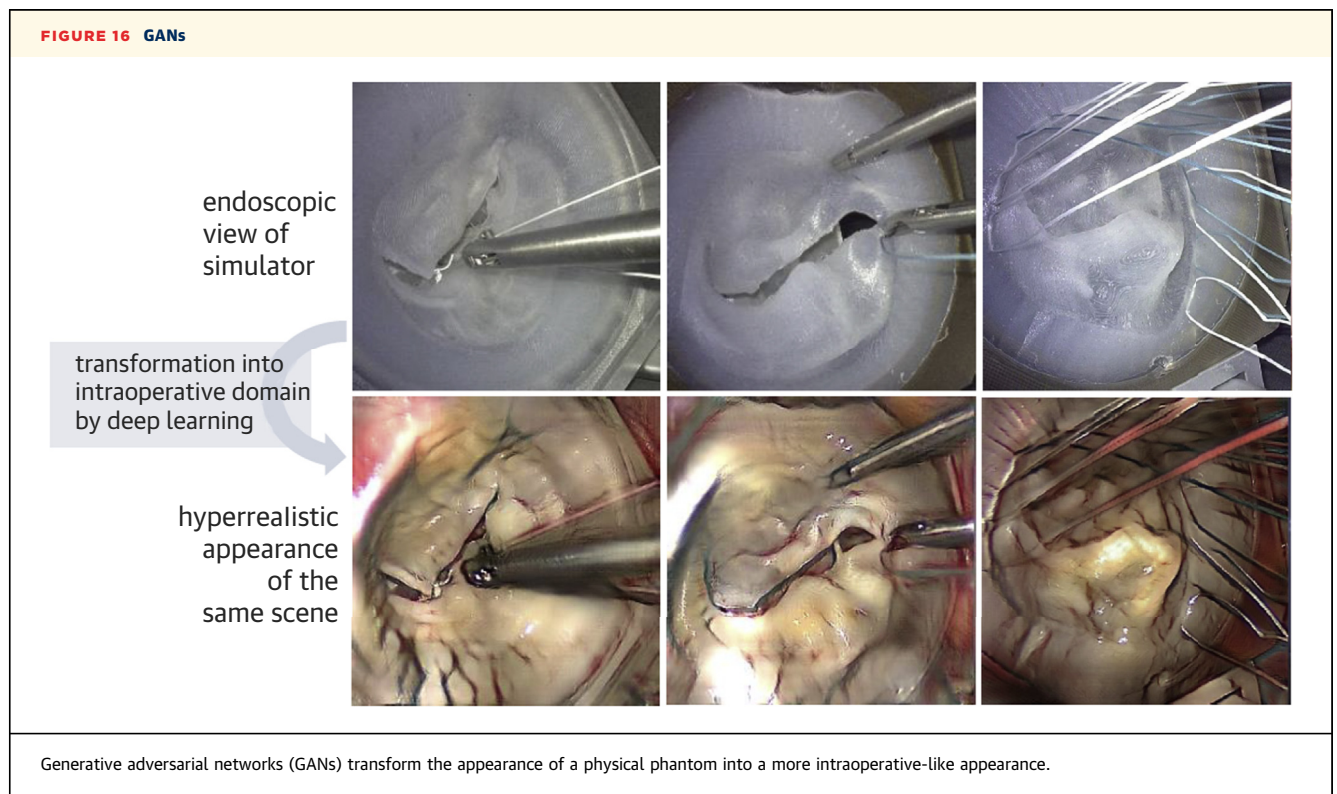 FIGURE 16 GANs
endoscopic
view of
simulator
transformation into
intraoperative domain
by deep learning
hyperrealistic
appearance
of the
same scene
Generative adversarial networks (GANs) transform the appearance of a physical phantom into a more intraoperative-like appearance.